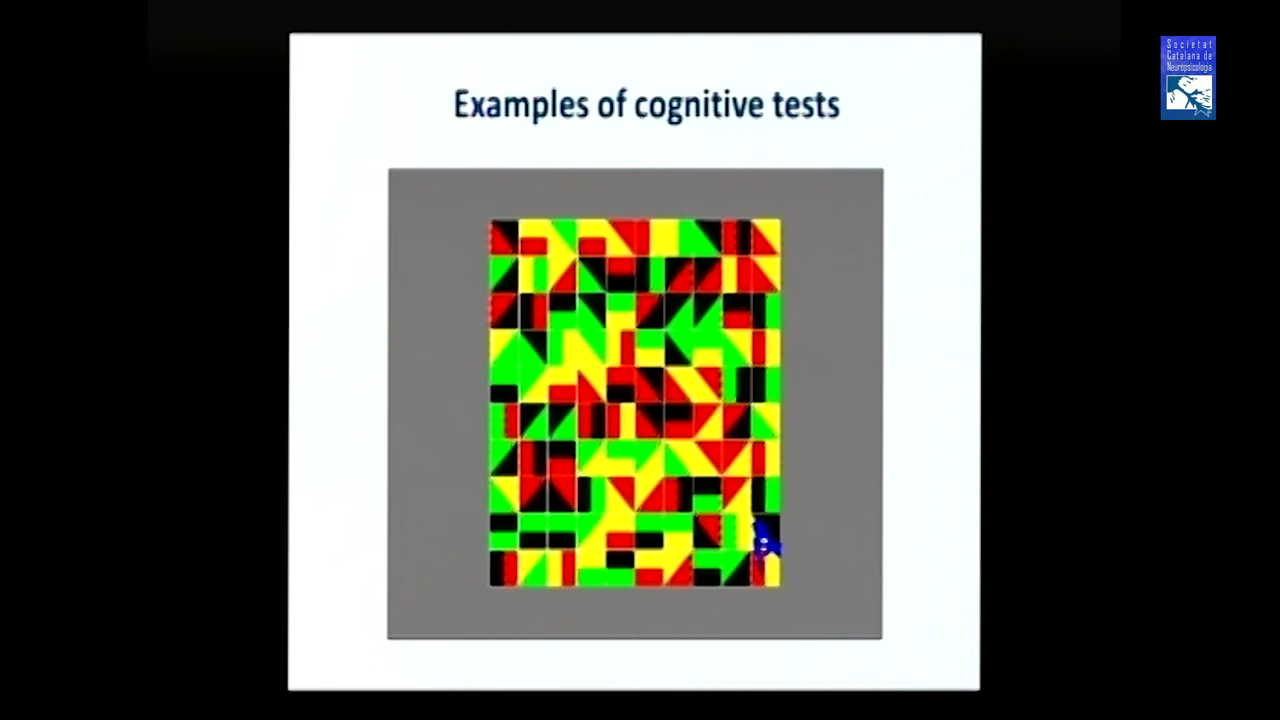 Examples of cognitive tests
Societat
Catalana de
Neuropsicologia